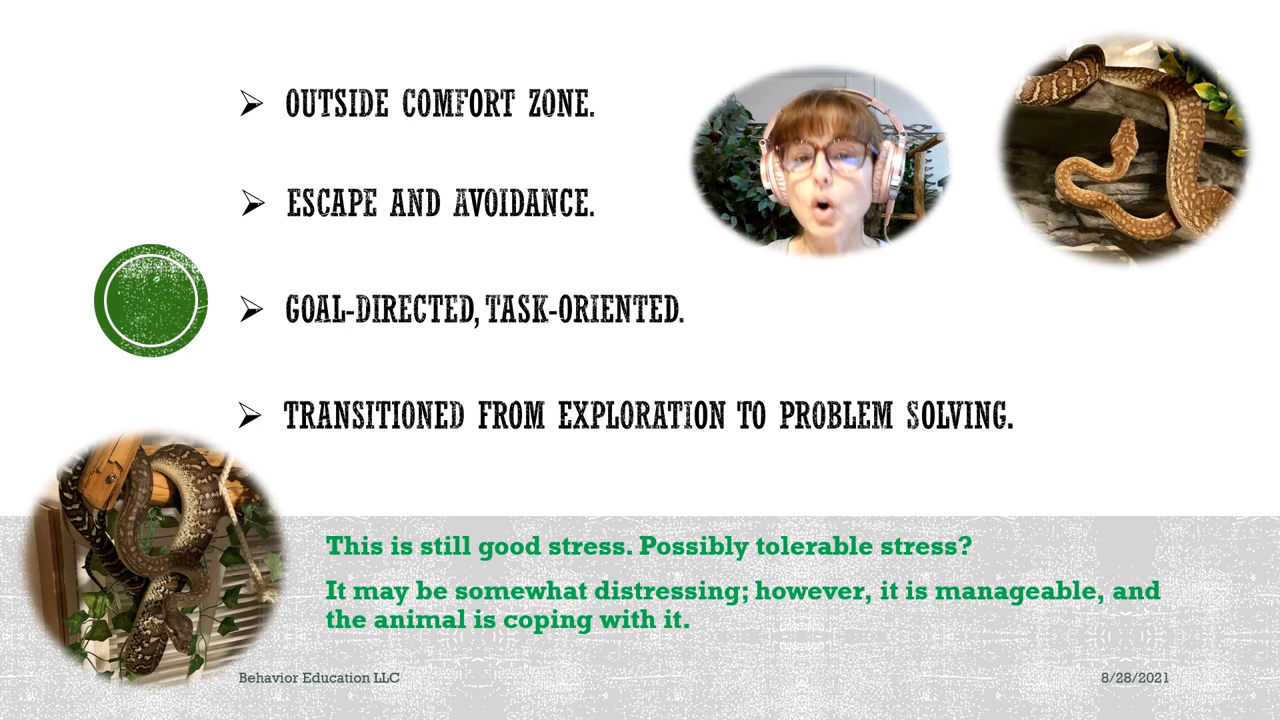 OUTSIDE COMFORT ZONE.
ESCAPE AND AVOIDANCE.
GOAL-DIRECTED, TASK-ORIENTED.
TRANSITIONED FROM EXPLORATION TO PROBLEM SOLVING.
This is still good stress. Possibly tolerable stress?
It may be somewhat distressing; however, it is manageable, and
the animal is coping with it.
Behavior Education LLC
8/28/2021